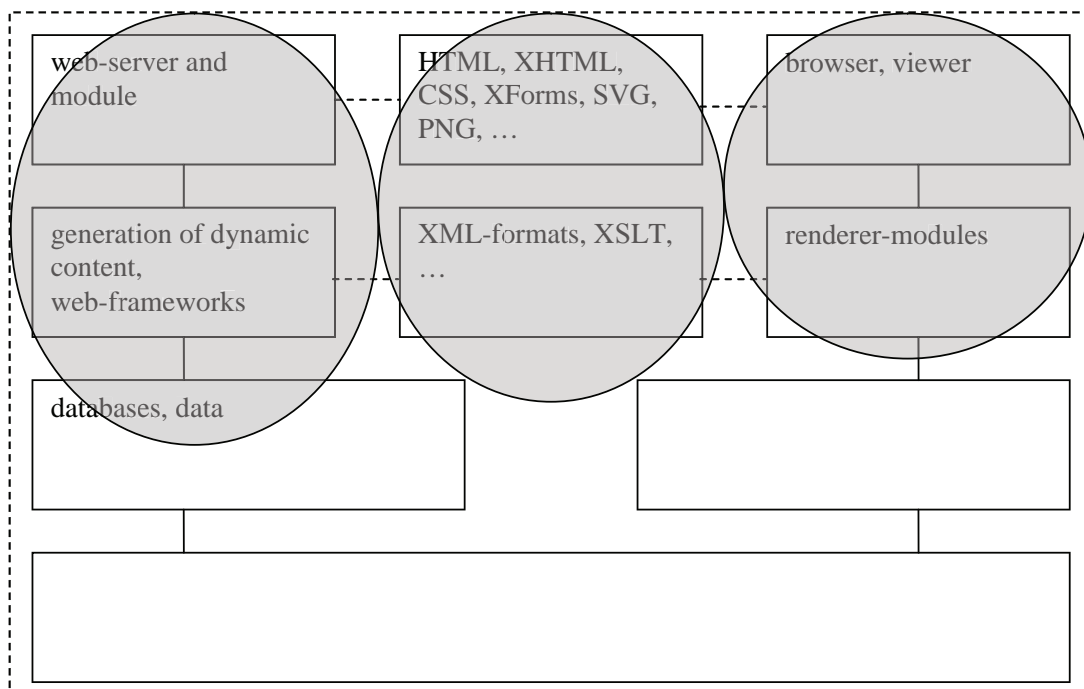 web-server and
module
HTML, XHTML,
CSS, XForms, SVG,
PNG, …
browser, viewer
generation of dynamic
content,
web-frameworks
XML-formats, XSLT,
…
renderer-modules
databases, data